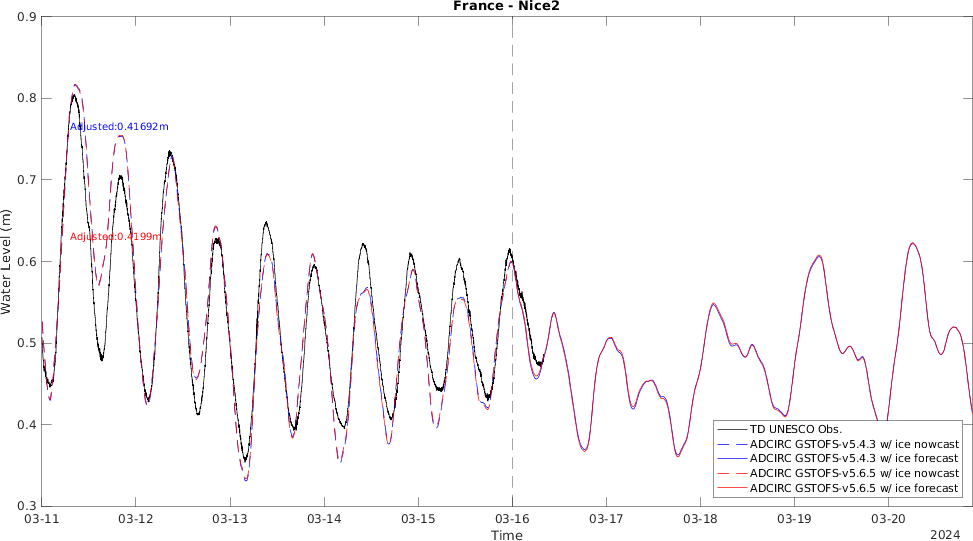 France - Nice2
0.9
0.8
0.7
0.6
0.5
0.4
0.3
Water Level (m)
Adjusted:0.41692m
Adjusted:0.4199m
TD UNESCO Obs.
ADCIRC GSTOFS-v5.4.3 w/ ice nowcast
ADCIRC GSTOFS-v5.4.3 w/ ice forecast
ADCIRC GSTOFS-v5.6.5 w/ ice nowcast
ADCIRC GSTOFS-v5.6.5 w/ ice forecast
03-11 03-12 03-13 03-14 03-15 03-16 03-17 03-18 03-19 03-20
Time
2024